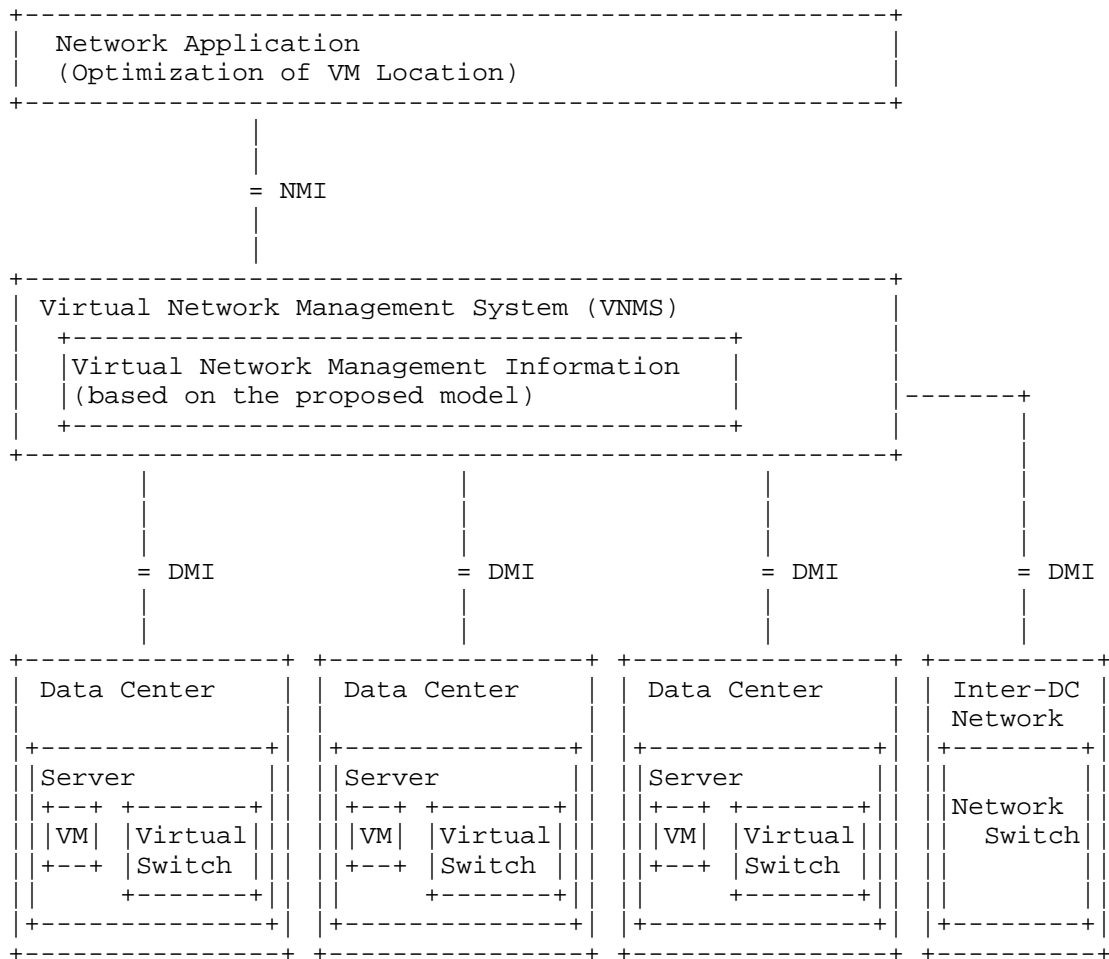 Network Application
(Optimization of VM Location)
= NMI
Virtual Network Management System (VNMS)
Virtual Network Management Information
(based on the proposed model)
= DMI = DMI = DMI = DMI
Data Center Data Center Data Center Inter-DC
Network
Server Server Server
VM Virtual VM Virtual VM Virtual Network
Switch Switch Switch Switch